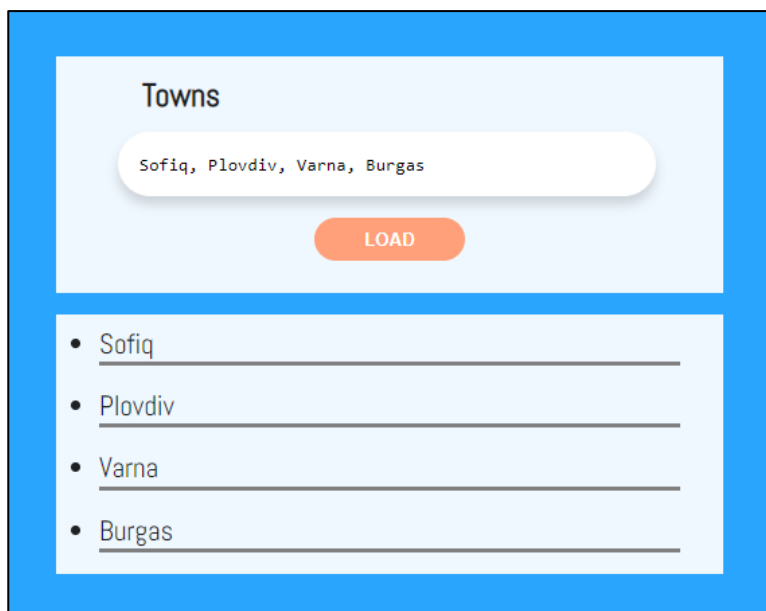 Towns
Sofiq, Plovdiv, Varna, Burgas
LOAD
Sofiq
Plovdiv
Varna
Burgas